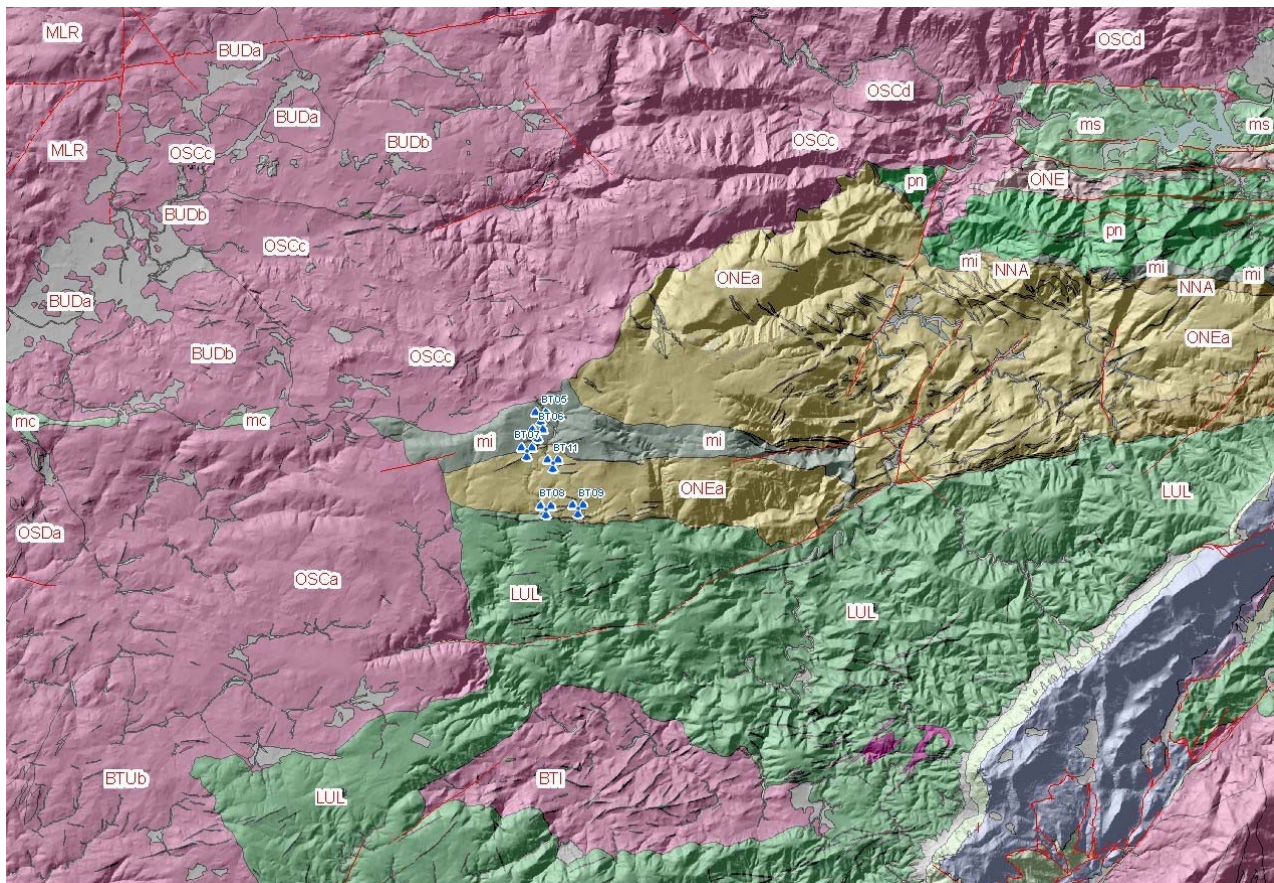 MLR
BUDa
OSCd
OSCd
BUDa
ms
ms
BUDb
OSCc
MLR
OSCc
pn
ONE
BUDb
pn
OSCc
mi
NNA
mi
mi
ONEa
NNA
BUDa
ONEa
BUDb
OSCc
BT05
BT06
mc
mc
BT07
mi
mi
BT11
ONEa
LUL
BT08
BT09
OSDa
OSCa
LUL
LUL
BTUb
BTI
LUL